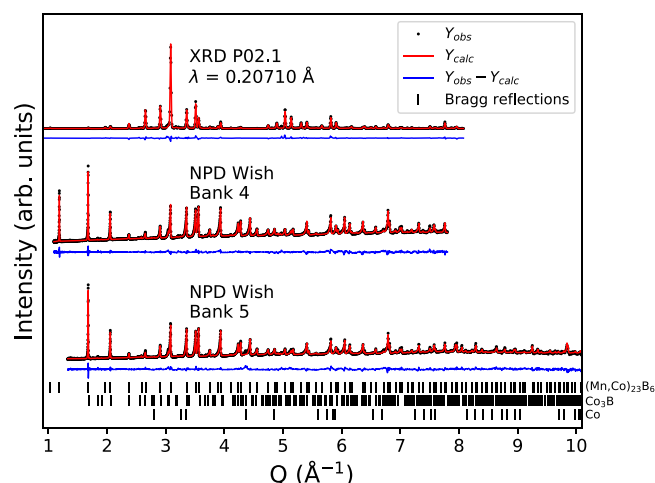 XRD P02.1
λ = 0.20710 Å
Y_obs
Y_calc
Y_obs − Y_calc
Bragg reflections
NPD Wish
Bank 4
NPD Wish
Bank 5
(Mn,Co)₂₃B₆
Co₃B
Co
1 2 3 4 5 6 7 8 9 10
Q (Å⁻¹)
Intensity (arb. units)